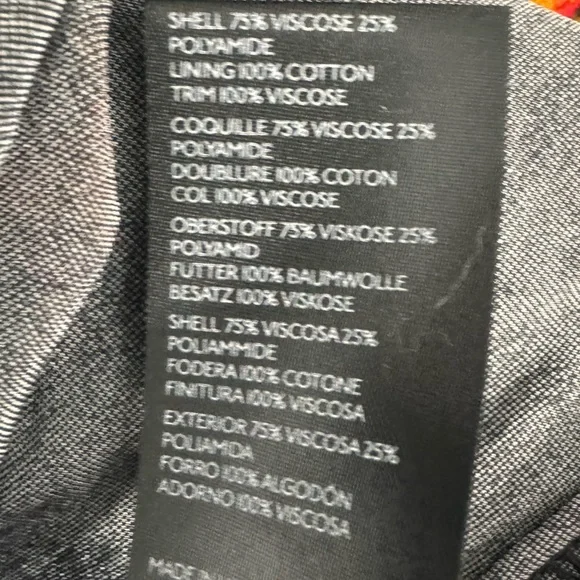 SHELL 75% VISCOSE 25%
POLYAMIDE
LINING 100% COTTON
TRIM 100% VISCOSE
COQUILLE 75% VISCOSE 25%
POLYAMIDE
DOUBLURE 100% COTON
COL 100% VISCOSE
OBERSTOFF 75% VISKOSE 25%
POLYAMID
FUTTER 100% BAUMWOLLE
BESATZ 100% VISKOSE
SHELL 75% VISCOSA 25%
POLIAMMIDE
FODERA 100% COTONE
FINITURA 100% VISCOSA
EXTERIOR 75% VISCOSA 25%
POLIAMIDA
FORRO 100% ALGODÓN
ADORNO 100% VISCOSA
MADE IN